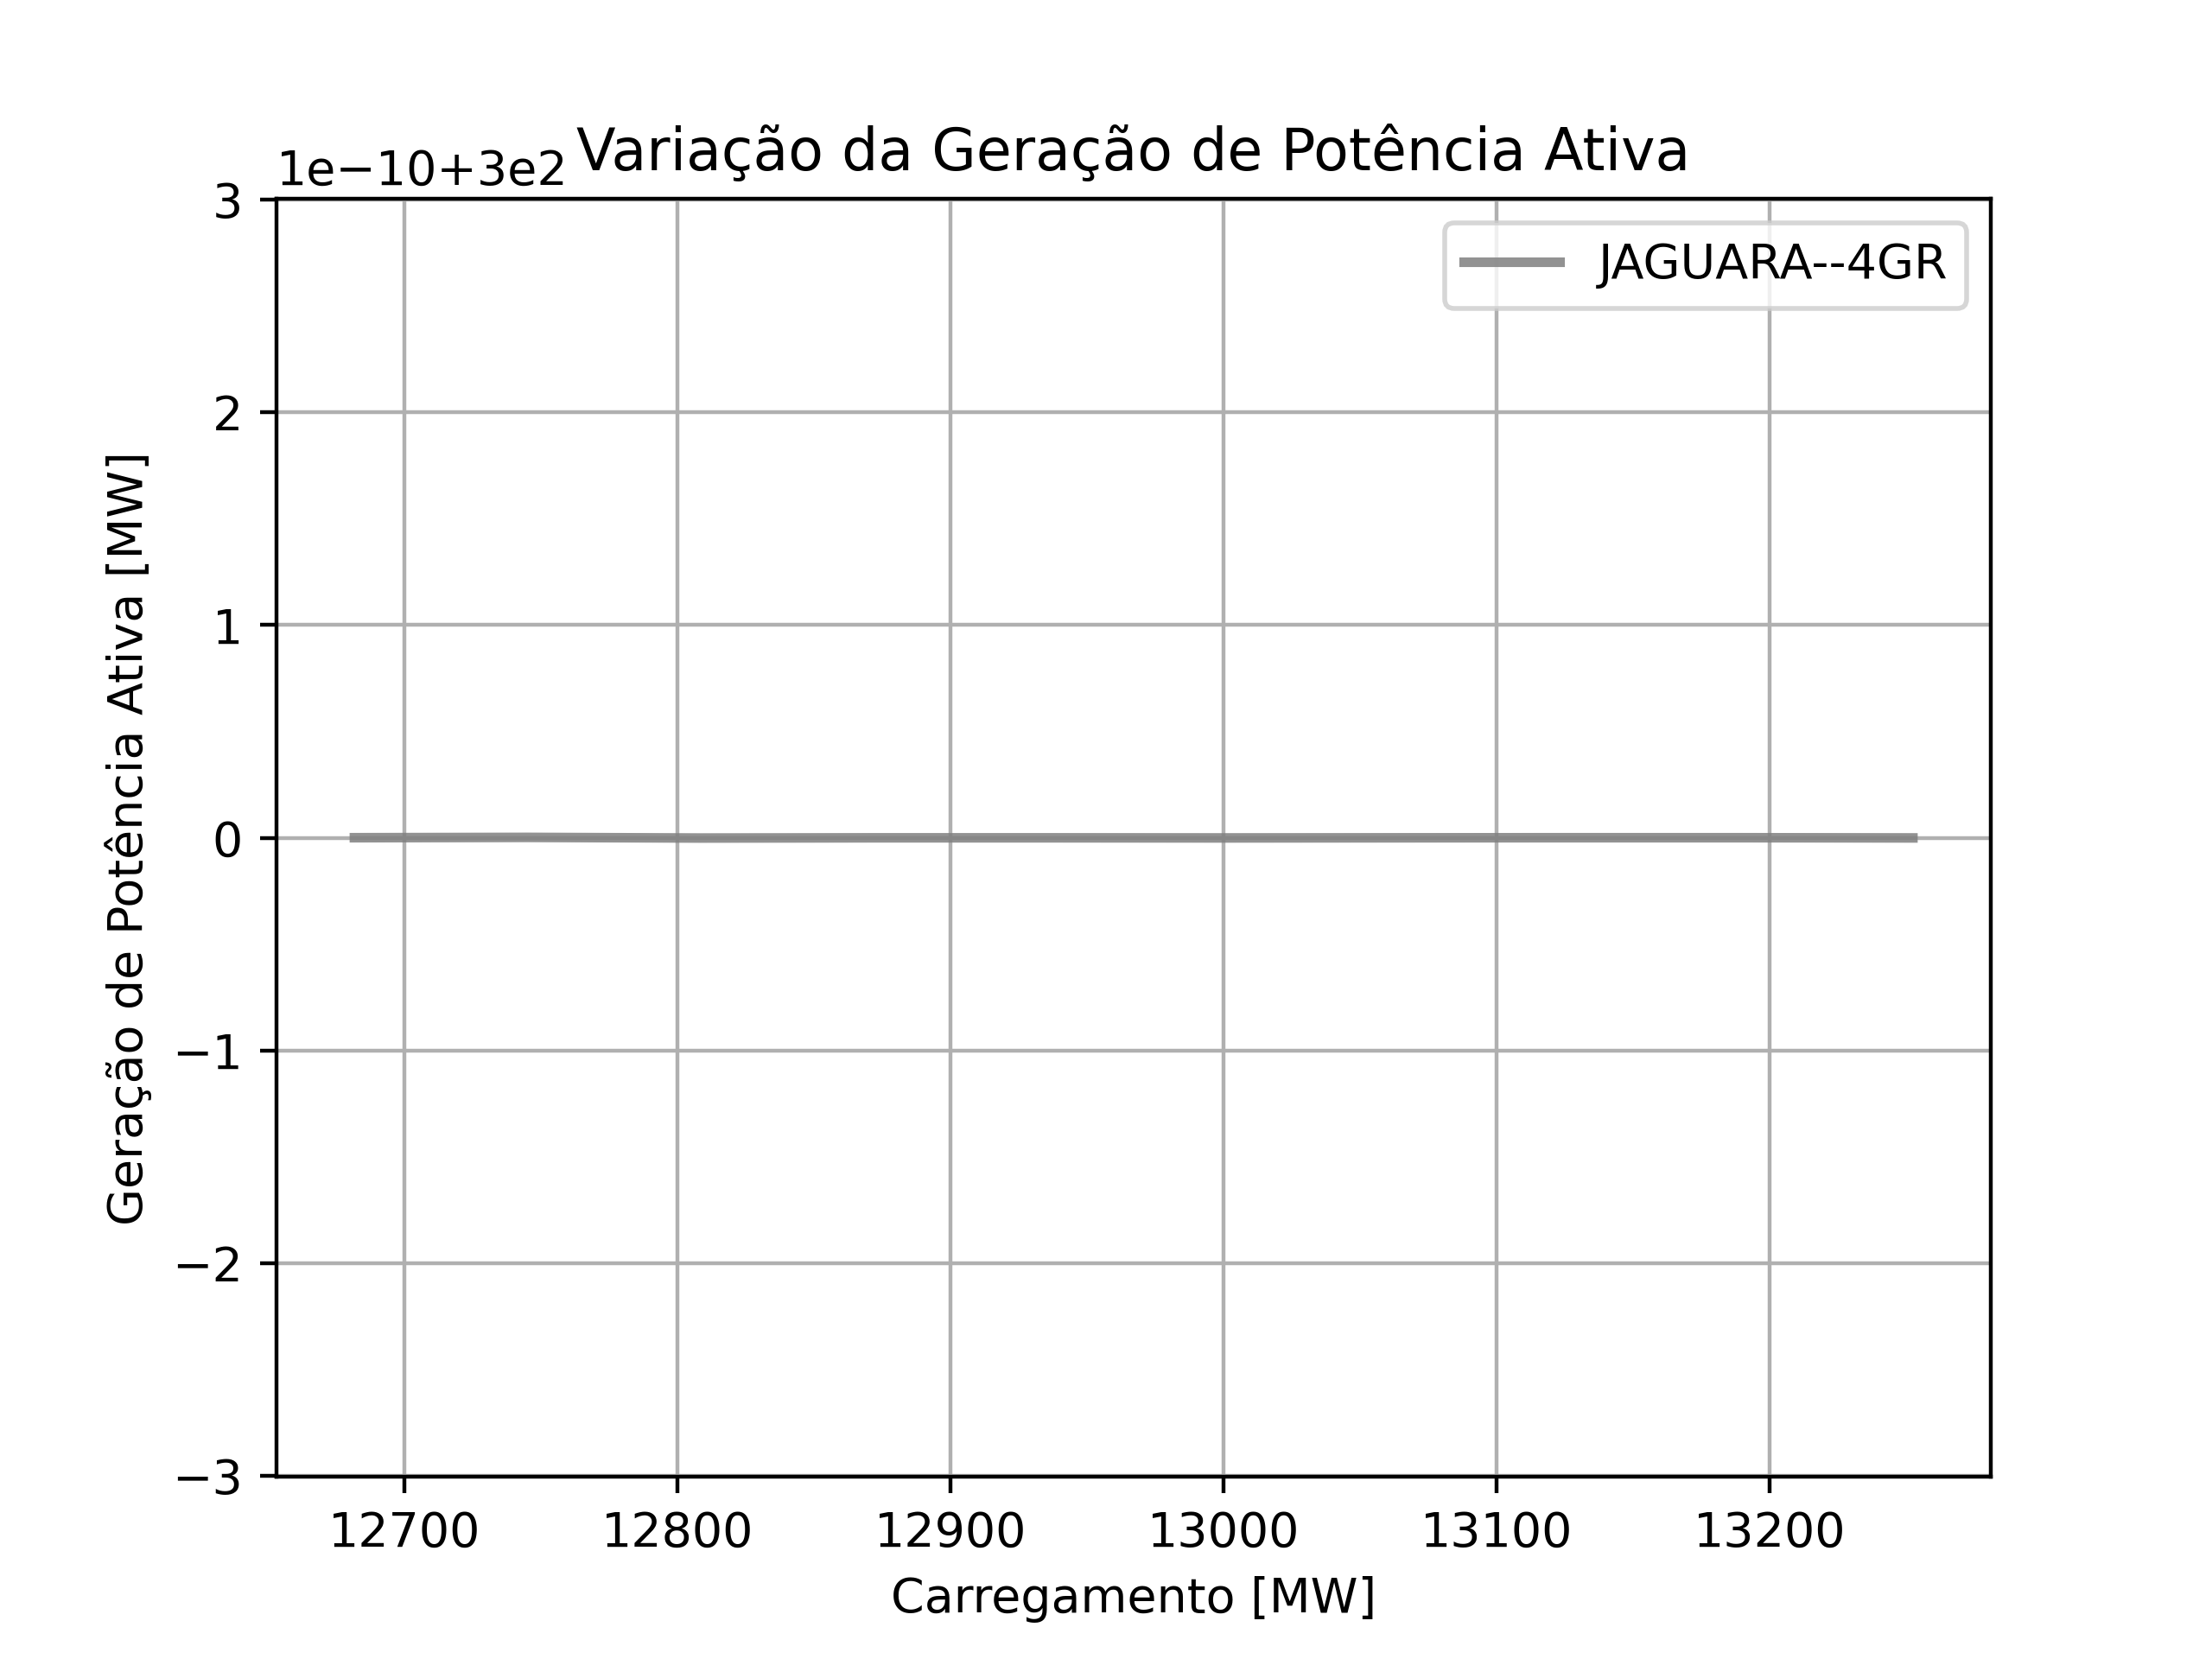 Variação da Geração de Potência Ativa
1e−10+3e2
JAGUARA--4GR
Geração de Potência Ativa [MW]
3
2
1
0
−1
−2
−3
12700 12800 12900 13000 13100 13200
Carregamento [MW]